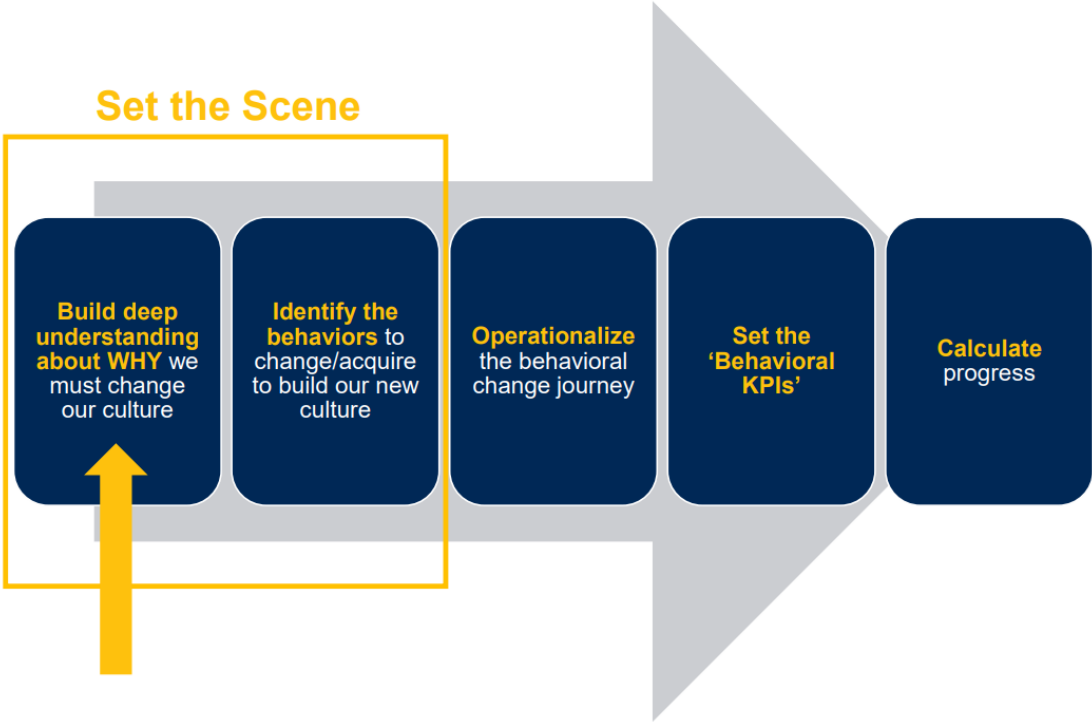 Set the Scene
Build deep
understanding
about WHY we
must change
our culture
Identify the
behaviors to
change/acquire
to build our new
culture
Operationalize
the behavioral
change journey
Set the
‘Behavioral
KPIs’
Calculate
progress